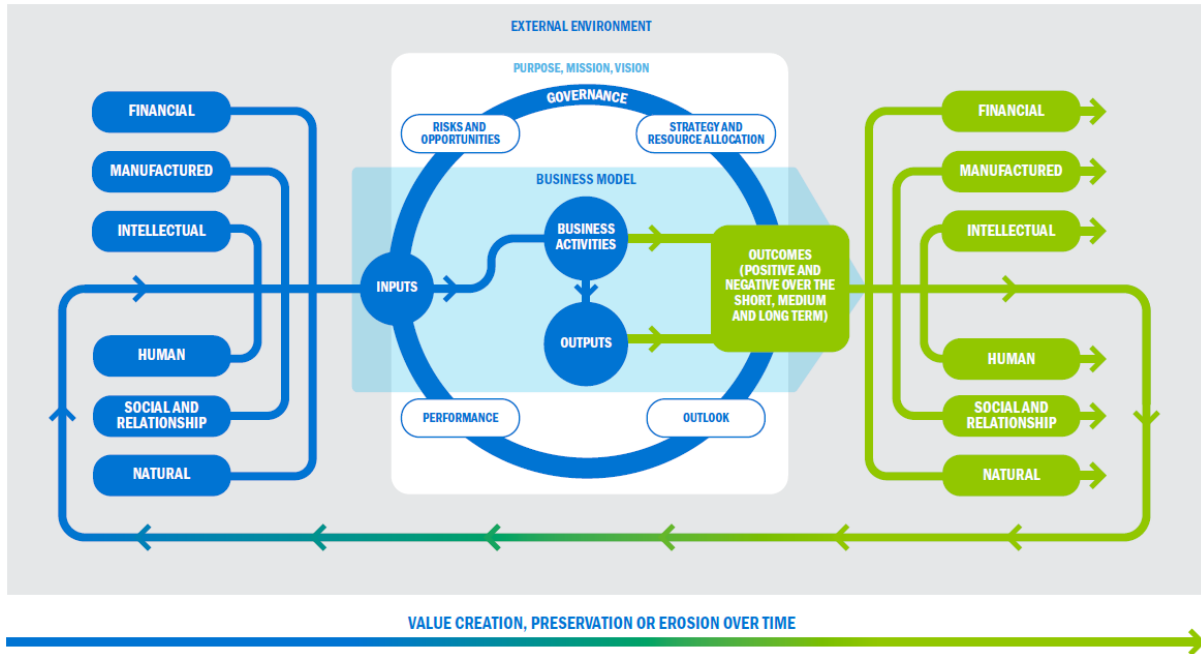 EXTERNAL ENVIRONMENT
PURPOSE, MISSION, VISION
GOVERNANCE
FINANCIAL
MANUFACTURED
INTELLECTUAL
HUMAN
SOCIAL AND
RELATIONSHIP
NATURAL
RISKS AND
OPPORTUNITIES
STRATEGY AND
RESOURCE ALLOCATION
BUSINESS MODEL
INPUTS
BUSINESS
ACTIVITIES
OUTPUTS
OUTCOMES
(POSITIVE AND
NEGATIVE OVER THE
SHORT, MEDIUM
AND LONG TERM)
PERFORMANCE
OUTLOOK
FINANCIAL
MANUFACTURED
INTELLECTUAL
HUMAN
SOCIAL AND
RELATIONSHIP
NATURAL
VALUE CREATION, PRESERVATION OR EROSION OVER TIME